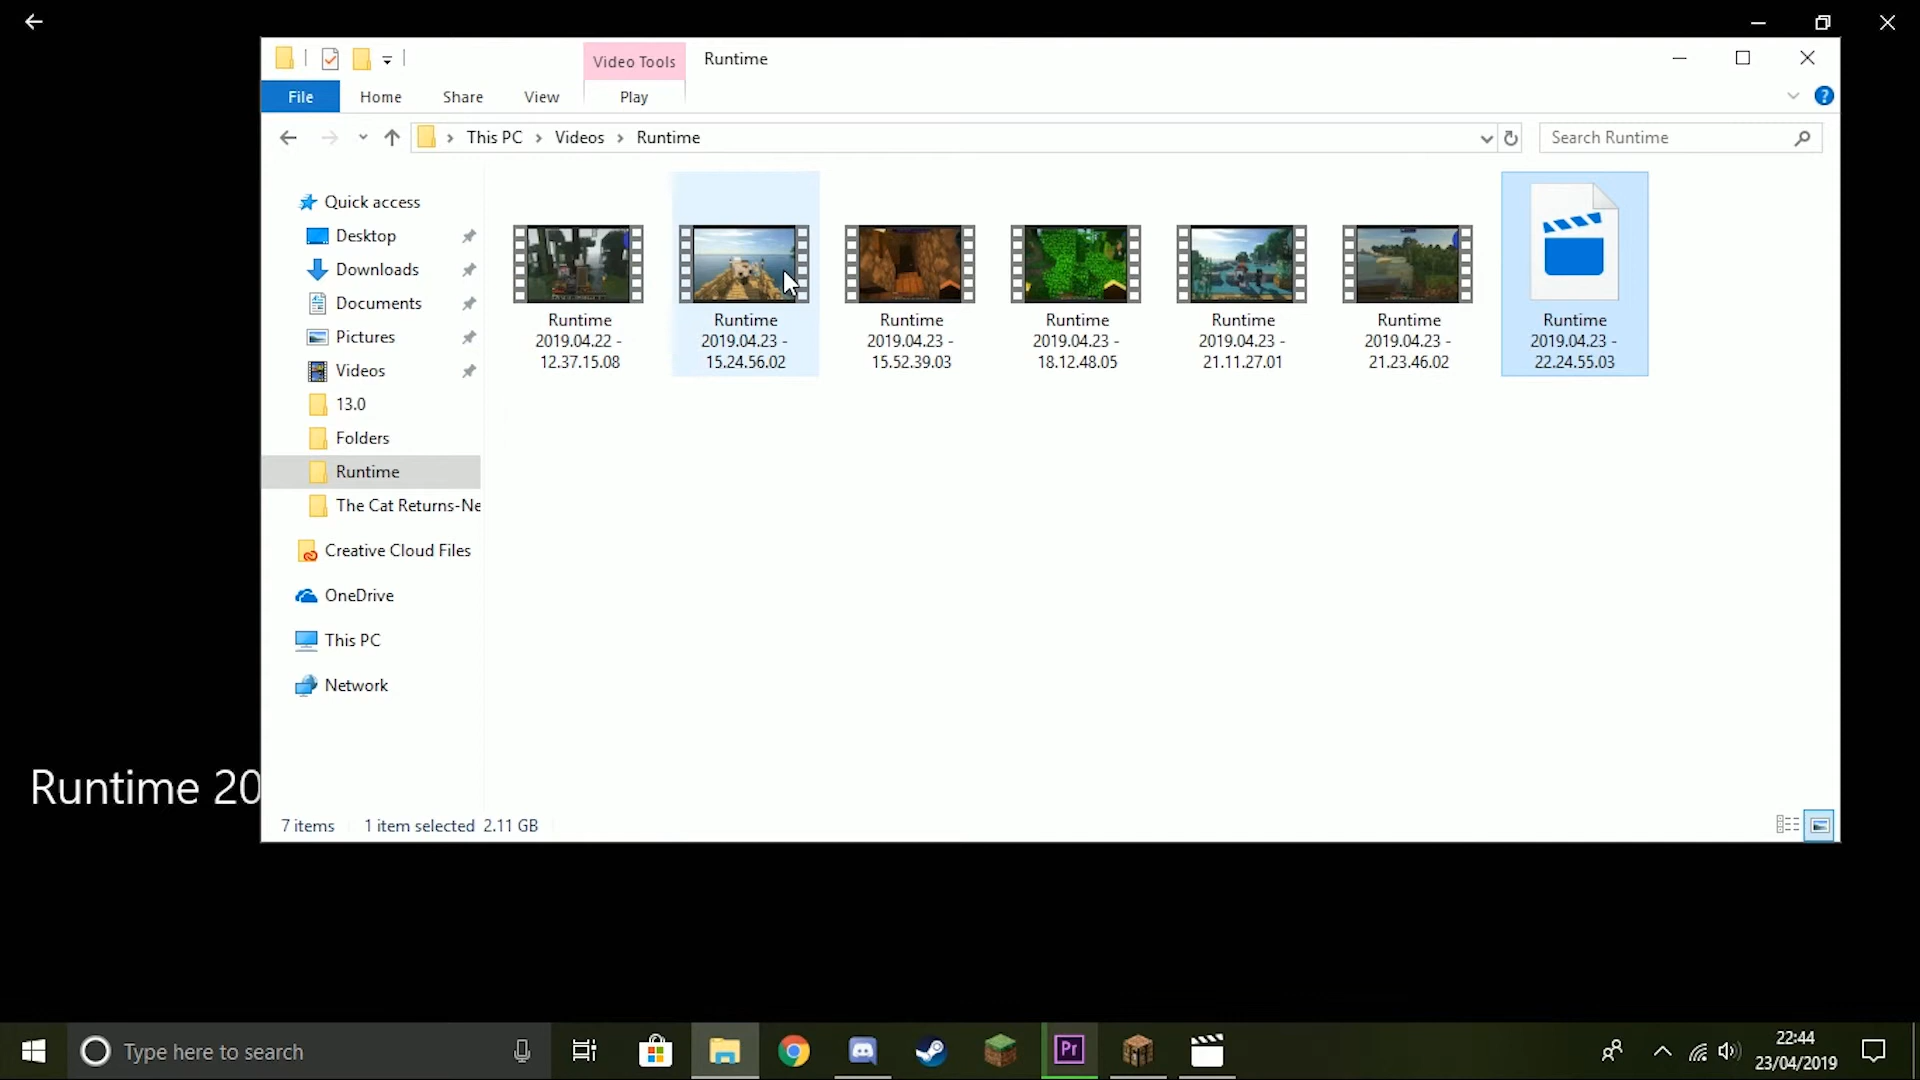 Video Tools
Runtime
File
Home
Share
View
Play
This PC
Videos
Runtime
Search Runtime
Quick access
Desktop
Downloads
Documents
Pictures
Videos
13.0
Folders
Runtime
The Cat Returns-Ne
Creative Cloud Files
OneDrive
This PC
Network
Runtime
2019.04.22 -
12.37.15.08
Runtime
2019.04.23 -
15.24.56.02
Runtime
2019.04.23 -
15.52.39.03
Runtime
2019.04.23 -
18.12.48.05
Runtime
2019.04.23 -
21.11.27.01
Runtime
2019.04.23 -
21.23.46.02
Runtime
2019.04.23 -
22.24.55.03
Runtime 20
7 items
1 item selected 2.11 GB
Type here to search
Pr
22:44
23/04/2019